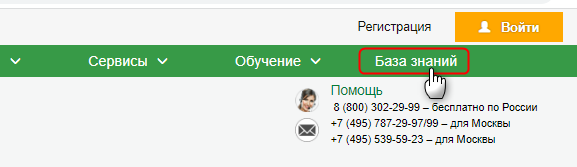 Регистрация Войти
Сервисы Обучение База знаний
Помощь
8 (800) 302-29-99 – бесплатно по России
+7 (495) 787-29-97/99 – для Москвы
+7 (495) 539-59-23 – для Москвы